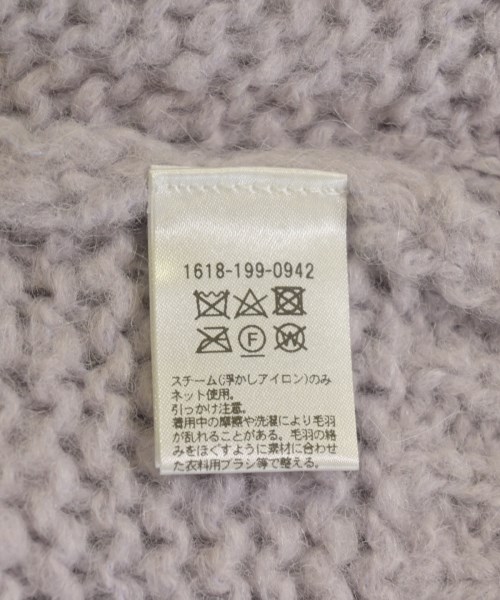 1618-199-0942
F
W
スチーム(浮かしアイロン)のみ
ネット使用。
引っかけ注意。
着用中の摩擦や洗濯により毛羽
が乱れることがある。毛羽の絡
みをほぐすように素材に合わせ
た衣料用ブラシ等で整える。